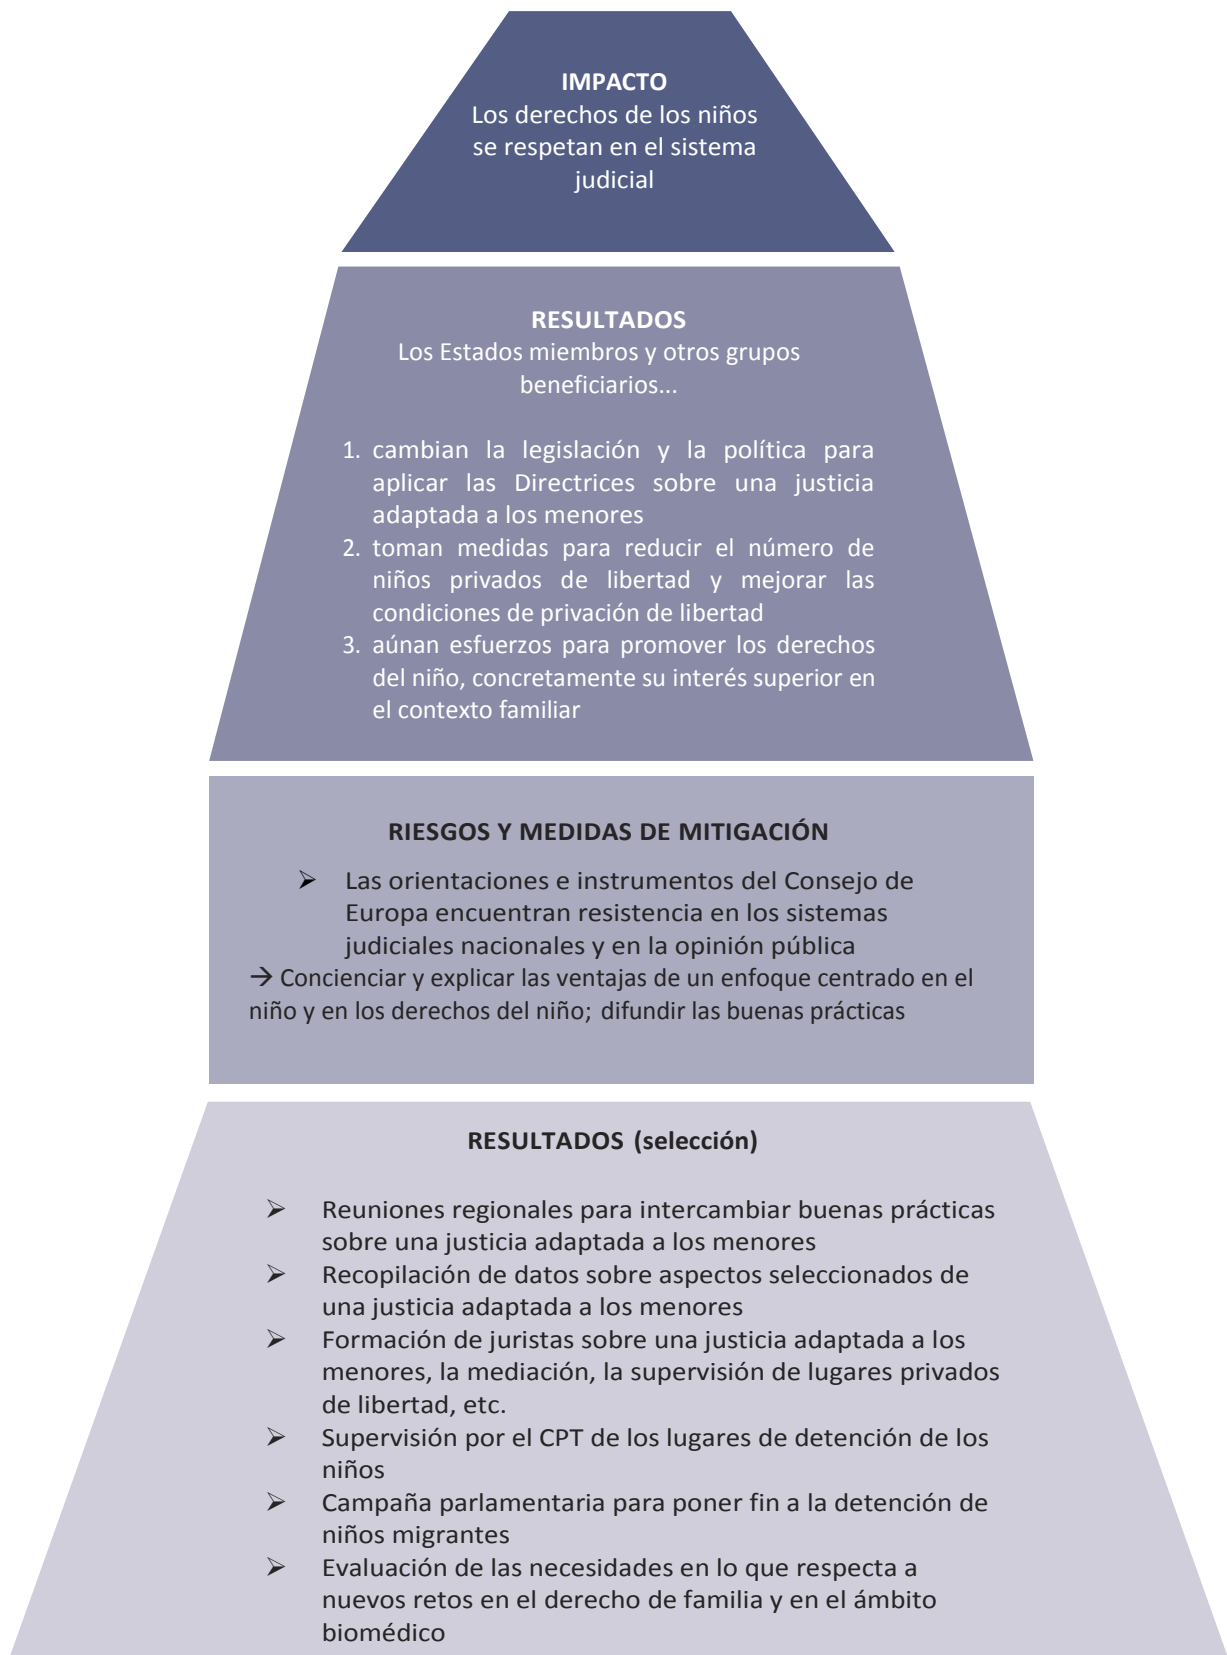 IMPACTO
Los derechos de los niños
se respetan en el sistema
judicial
RESULTADOS
Los Estados miembros y otros grupos
beneficiarios...
1. cambian la legislación y la política para
aplicar las Directrices sobre una justicia
adaptada a los menores
2. toman medidas para reducir el número de
niños privados de libertad y mejorar las
condiciones de privación de libertad
3. aúnan esfuerzos para promover los derechos
del niño, concretamente su interés superior en
el contexto familiar
RIESGOS Y MEDIDAS DE MITIGACIÓN
➢ Las orientaciones e instrumentos del Consejo de
Europa encuentran resistencia en los sistemas
judiciales nacionales y en la opinión pública
→ Concienciar y explicar las ventajas de un enfoque centrado en el
niño y en los derechos del niño; difundir las buenas prácticas
RESULTADOS (selección)
➢ Reuniones regionales para intercambiar buenas prácticas
sobre una justicia adaptada a los menores
➢ Recopilación de datos sobre aspectos seleccionados de
una justicia adaptada a los menores
➢ Formación de juristas sobre una justicia adaptada a los
menores, la mediación, la supervisión de lugares privados
de libertad, etc.
➢ Supervisión por el CPT de los lugares de detención de los
niños
➢ Campaña parlamentaria para poner fin a la detención de
niños migrantes
➢ Evaluación de las necesidades en lo que respecta a
nuevos retos en el derecho de familia y en el ámbito
biomédico